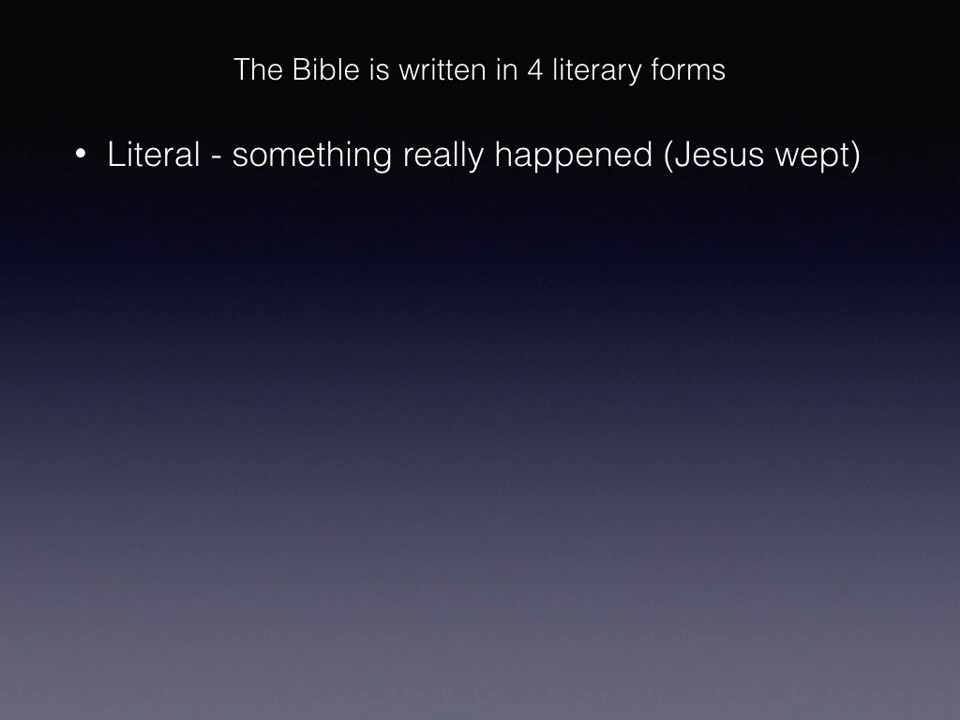 The Bible is written in 4 literary forms
• Literal - something really happened (Jesus wept)